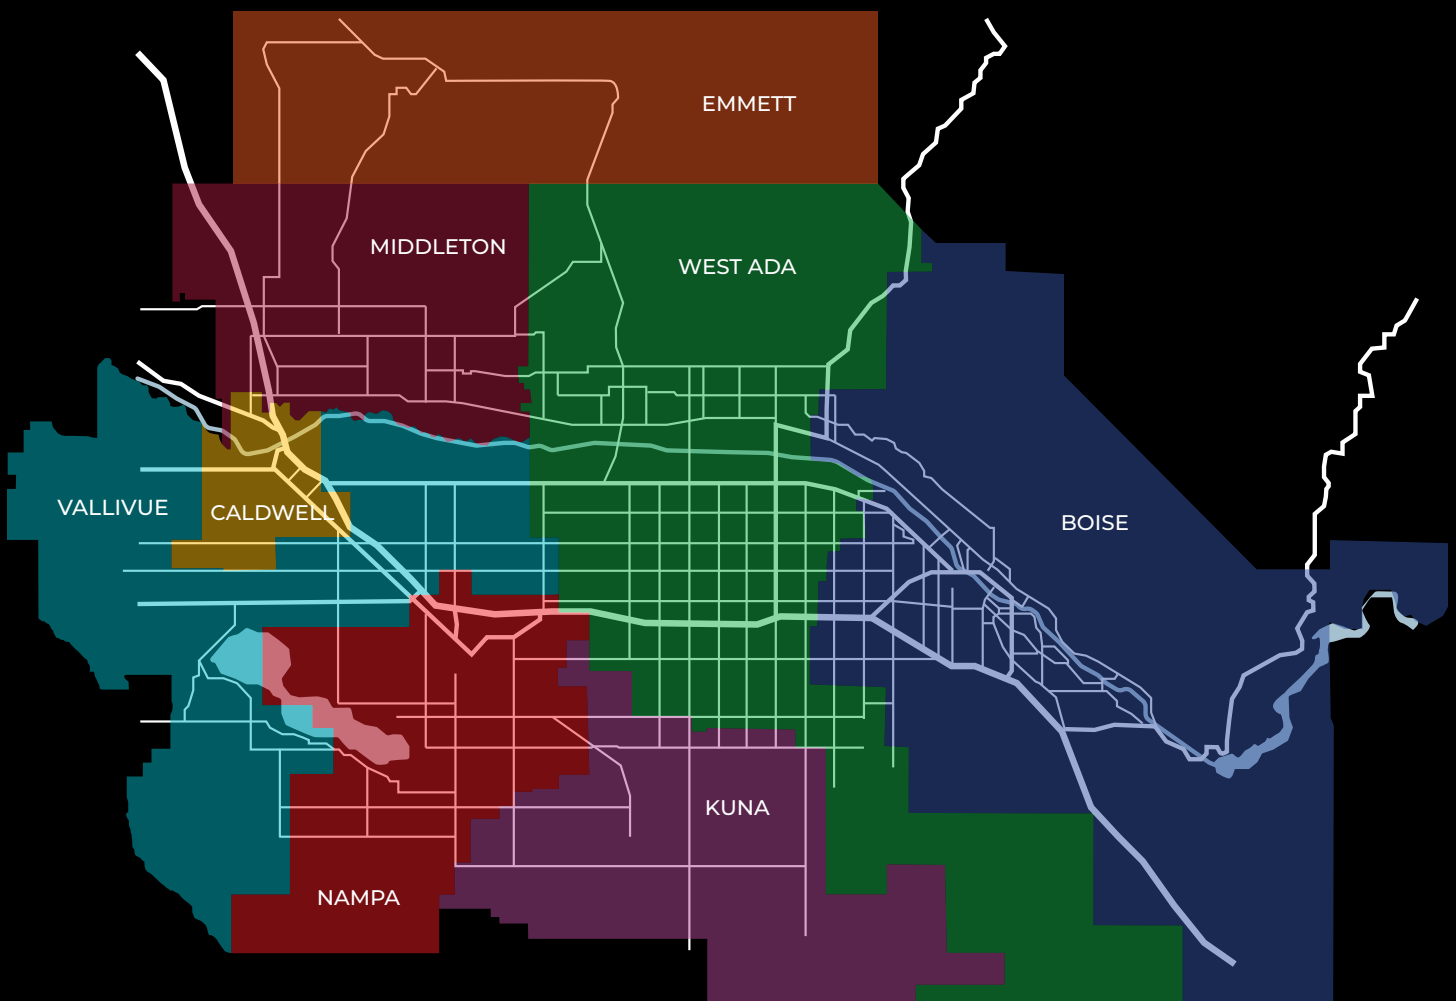 EMMETT
MIDDLETON
WEST ADA
VALLIVUE
CALDWELL
BOISE
KUNA
NAMPA